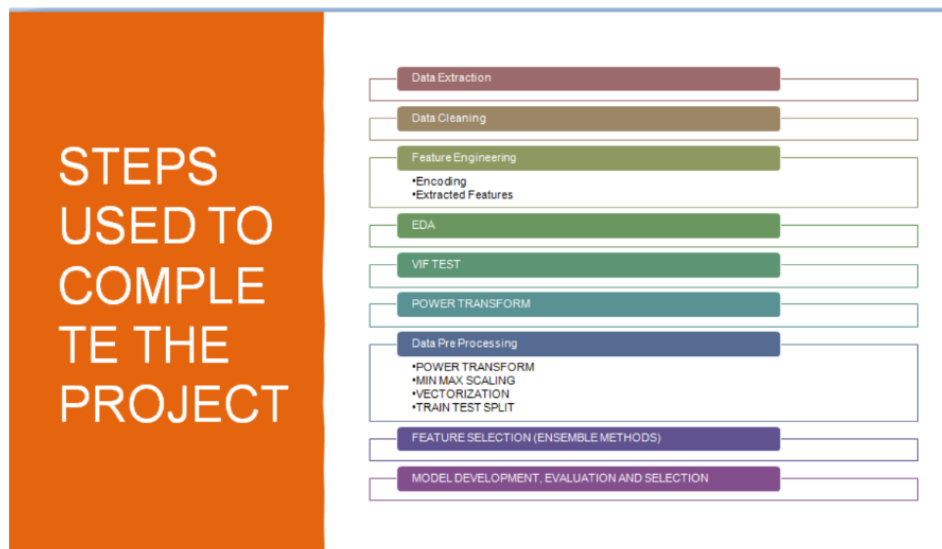 STEPS
USED TO
COMPLE
TE THE
PROJECT
Data Extraction
Data Cleaning
Feature Engineering
•Encoding
•Extracted Features
EDA
VIF TEST
POWER TRANSFORM
Data Pre Processing
•POWER TRANSFORM
•MIN MAX SCALING
•VECTORIZATION
•TRAIN TEST SPLIT
FEATURE SELECTION (ENSEMBLE METHODS)
MODEL DEVELOPMENT, EVALUATION AND SELECTION